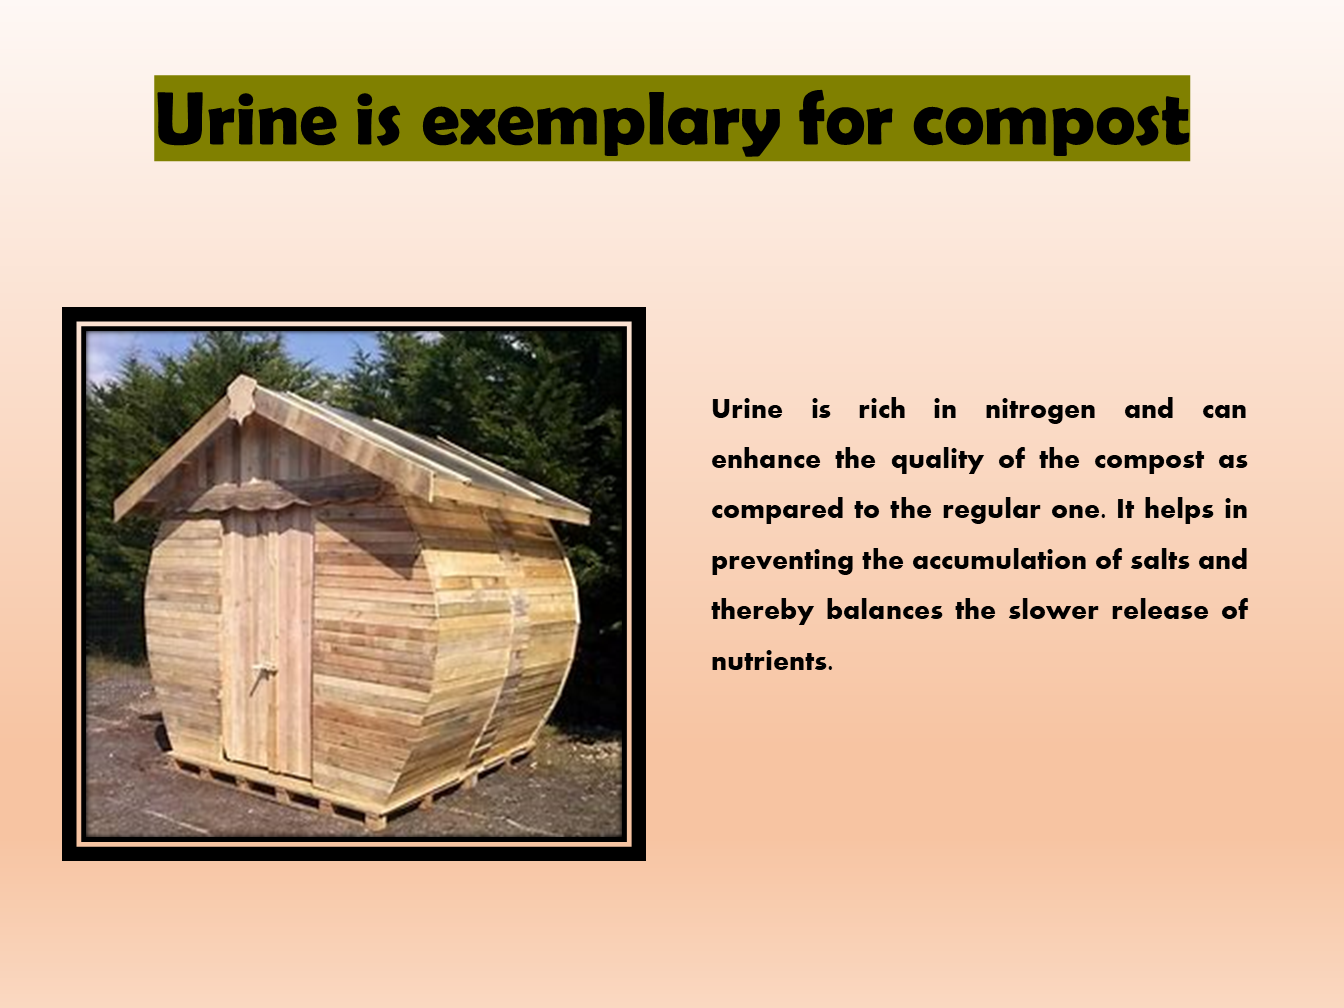 Urine is exemplary for compost
Urine is rich in nitrogen and can
enhance the quality of the compost as
compared to the regular one. It helps in
preventing the accumulation of salts and
thereby balances the slower release of
nutrients.